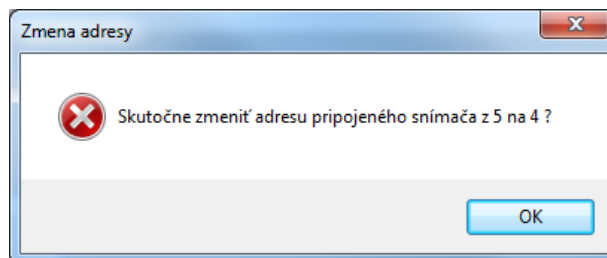 Zmena adresy
Skutočne zmeniť adresu pripojeného snímača z 5 na 4 ?
OK